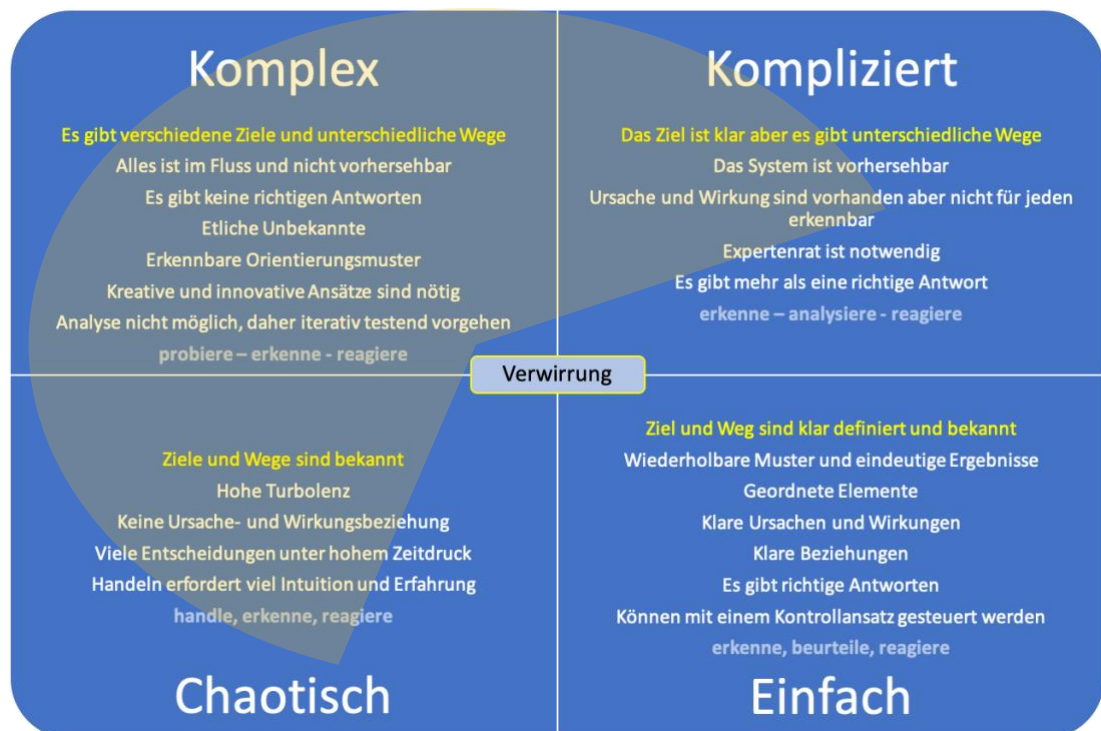 Komplex
Es gibt verschiedene Ziele und unterschiedliche Wege
Alles ist im Fluss und nicht vorhersehbar
Es gibt keine richtigen Antworten
Etliche Unbekannte
Erkennbare Orientierungsmuster
Kreative und innovative Ansätze sind nötig
Analyse nicht möglich, daher iterativ testend vorgehen
probiere – erkenne - reagiere
Kompliziert
Das Ziel ist klar aber es gibt unterschiedliche Wege
Das System ist vorhersehbar
Ursache und Wirkung sind vorhanden aber nicht für jeden
erkennbar
Expertenrat ist notwendig
Es gibt mehr als eine richtige Antwort
erkenne – analysiere - reagiere
Verwirrung
Ziele und Wege sind bekannt
Hohe Turbolenz
Keine Ursache- und Wirkungsbeziehung
Viele Entscheidungen unter hohem Zeitdruck
Handeln erfordert viel Intuition und Erfahrung
handle, erkenne, reagiere
Chaotisch
Ziel und Weg sind klar definiert und bekannt
Wiederholbare Muster und eindeutige Ergebnisse
Geordnete Elemente
Klare Ursachen und Wirkungen
Klare Beziehungen
Es gibt richtige Antworten
Können mit einem Kontrollansatz gesteuert werden
erkenne, beurteile, reagiere
Einfach